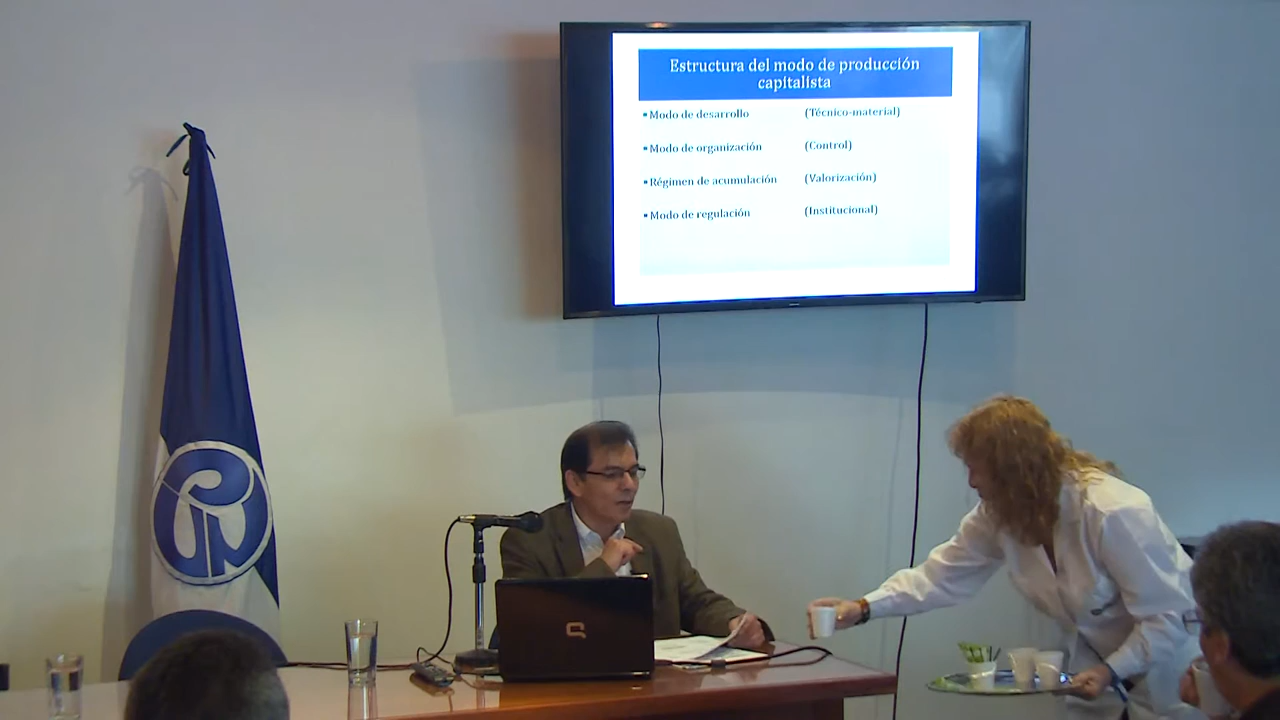 Estructura del modo de producción
capitalista
▪Modo de desarrollo (Técnico-material)
▪Modo de organización (Control)
▪Régimen de acumulación (Valorización)
▪Modo de regulación (Institucional)